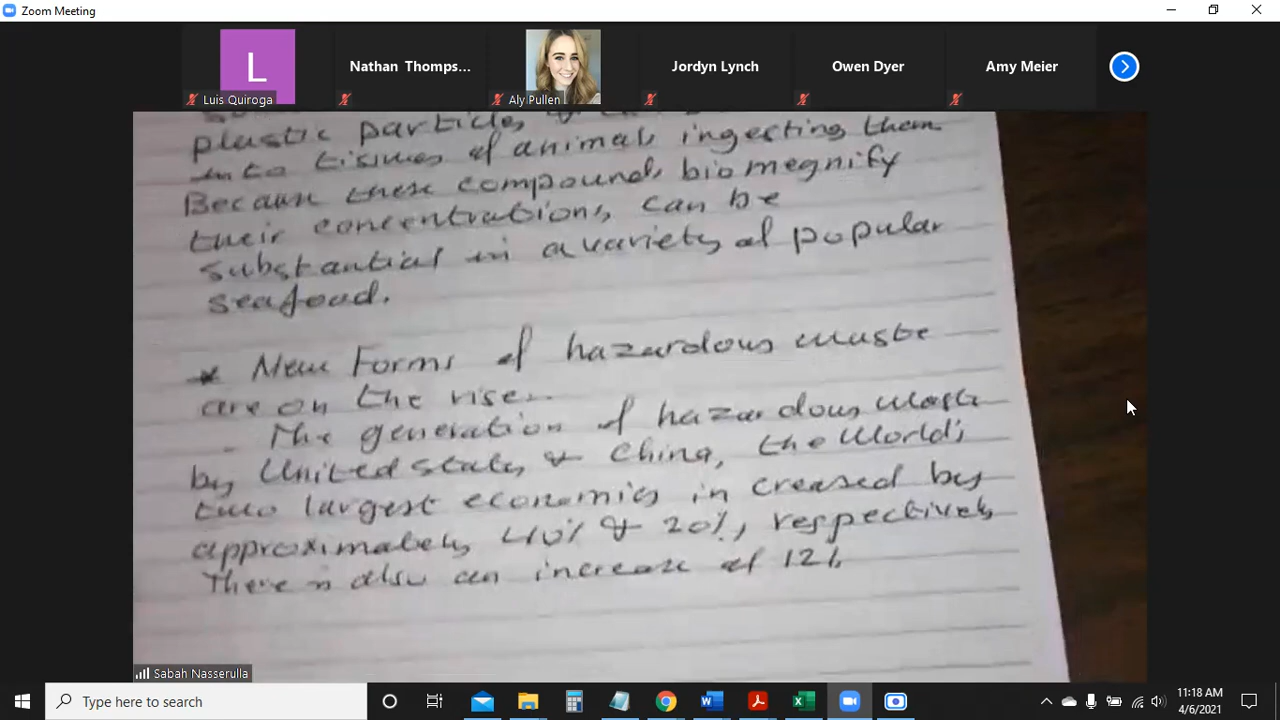 Zoom Meeting
L
Nathan Thomps...
Jordyn Lynch
Owen Dyer
Amy Meier
Luis Quiroga
Aly Pullen
plastic particles &
into tissues of animals ingesting them
Because these compounds biomegnify
their concentrations, can be
substantial in a variety of popular
seafood.
* New Forms of hazardous waste
are on the rise.
- The generation of hazardous waste
by United States & China, the World's
two largest economies increased by
approximately 40% & 20%, respectively
There is also an increase of 12%
Sabah Nasserulla
Type here to search
11:18 AM
4/6/2021